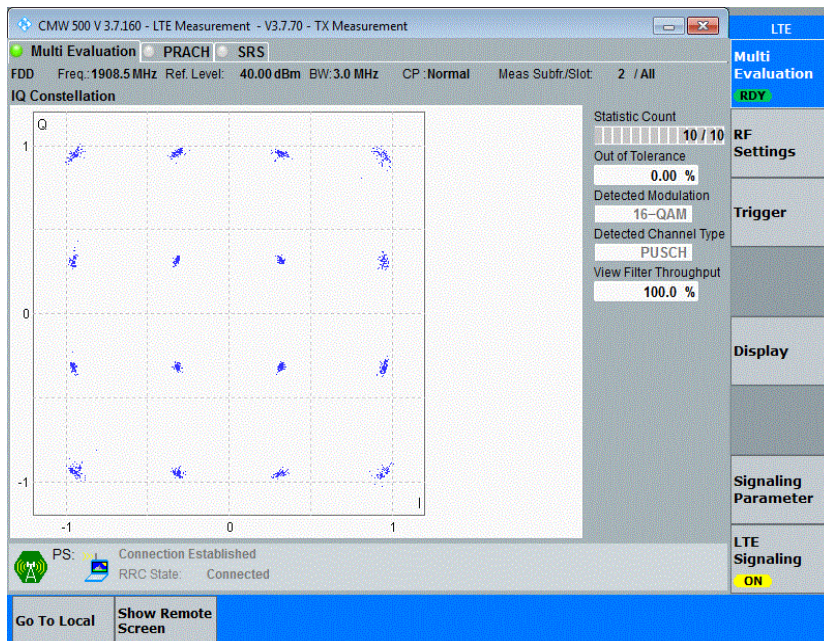 CMW 500 V 3.7.160 - LTE Measurement - V3.7.70 - TX Measurement
Multi Evaluation PRACH SRS
FDD Freq.: 1908.5 MHz Ref. Level: 40.00 dBm BW: 3.0 MHz CP : Normal Meas Subfr./Slot: 2 / All
IQ Constellation
Q
1
0
-1
I
-1 0 1
Statistic Count
10 / 10
Out of Tolerance
0.00 %
Detected Modulation
16-QAM
Detected Channel Type
PUSCH
View Filter Throughput
100.0 %
LTE
Multi
Evaluation
RDY
RF
Settings
Trigger
Display
Signaling
Parameter
LTE
Signaling
ON
PS: Connection Established
RRC State: Connected
Go To Local
Show Remote
Screen